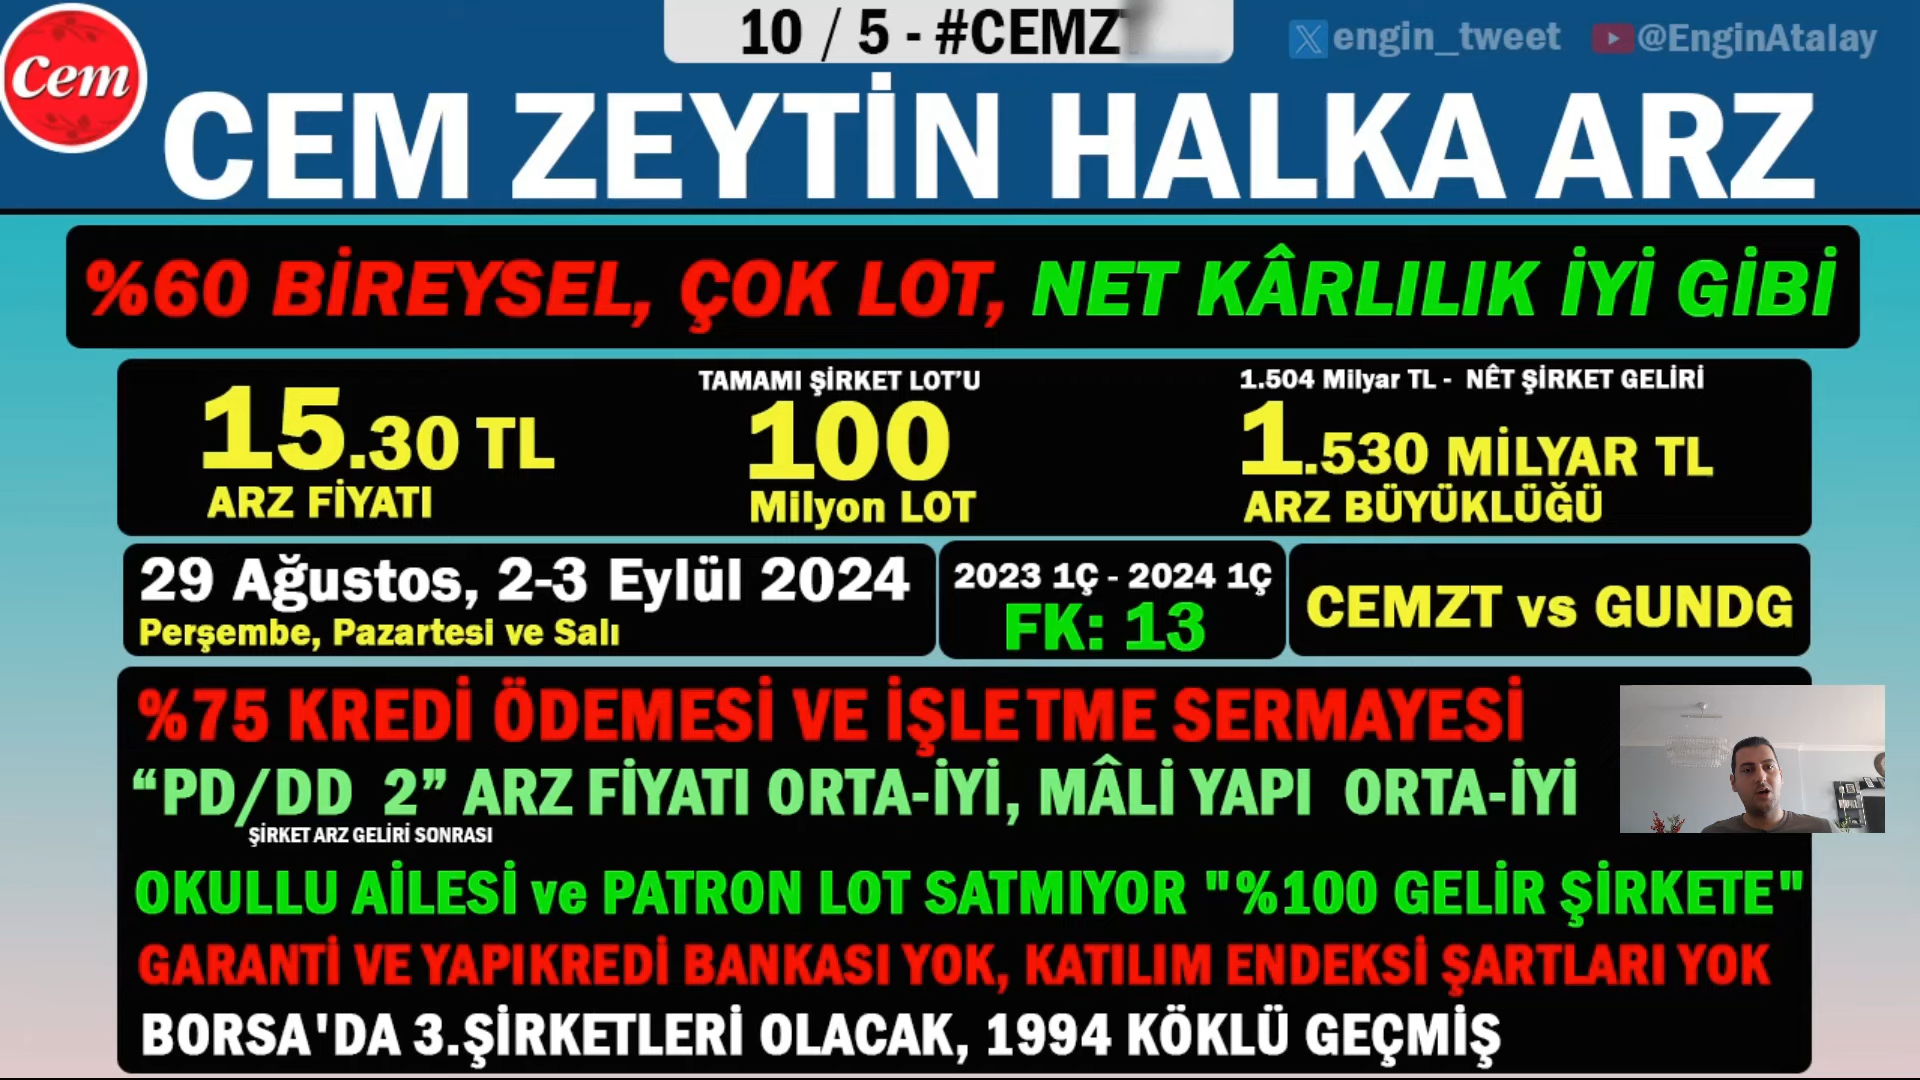 Cem
10 / 5 - #CEMZ
engin_tweet
@EnginAtalay
CEM ZEYTİN HALKA ARZ
%60 BİREYSEL, ÇOK LOT, NET KÂRLILIK İYİ GİBİ
15.30 TL
ARZ FİYATI
TAMAMI ŞİRKET LOT'U
100
Milyon LOT
1.504 Milyar TL - NÊT ŞİRKET GELİRİ
1.530 MİLYAR TL
ARZ BÜYÜKLÜĞÜ
29 Ağustos, 2-3 Eylül 2024
Perşembe, Pazartesi ve Salı
2023 1Ç - 2024 1Ç
FK: 13
CEMZT vs GUNDG
%75 KREDİ ÖDEMESİ VE İŞLETME SERMAYESİ
“PD/DD 2” ARZ FİYATI ORTA-İYİ, MÂLİ YAPI ORTA-İYİ
ŞİRKET ARZ GELİRİ SONRASI
OKULLU AİLESİ ve PATRON LOT SATMIYOR "%100 GELİR ŞİRKETE"
GARANTİ VE YAPIKREDİ BANKASI YOK, KATILIM ENDEKSİ ŞARTLARI YOK
BORSA'DA 3.ŞİRKETLERİ OLACAK, 1994 KÖKLÜ GEÇMİŞ